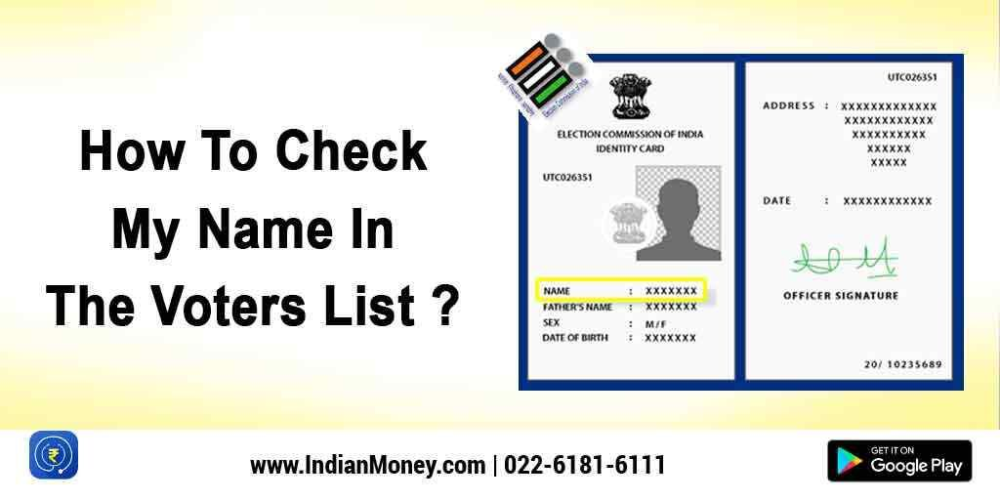 How To Check
My Name In
The Voters List ?
ELECTION COMMISSION OF INDIA
IDENTITY CARD
UTC026351
NAME : XXXXXXX
FATHER'S NAME : XXXXXXX
SEX : M / F
DATE OF BIRTH : XXXXXXX
UTC026351
ADDRESS : XXXXXXXXXXXXX
XXXXXXXXXXXX
XXXXXXXXXX
XXXXXX
XXXXX
DATE : XXXXXXXXXXXX
OFFICER SIGNATURE
20/ 10235689
www.IndianMoney.com | 022-6181-6111
GET IT ON
Google Play